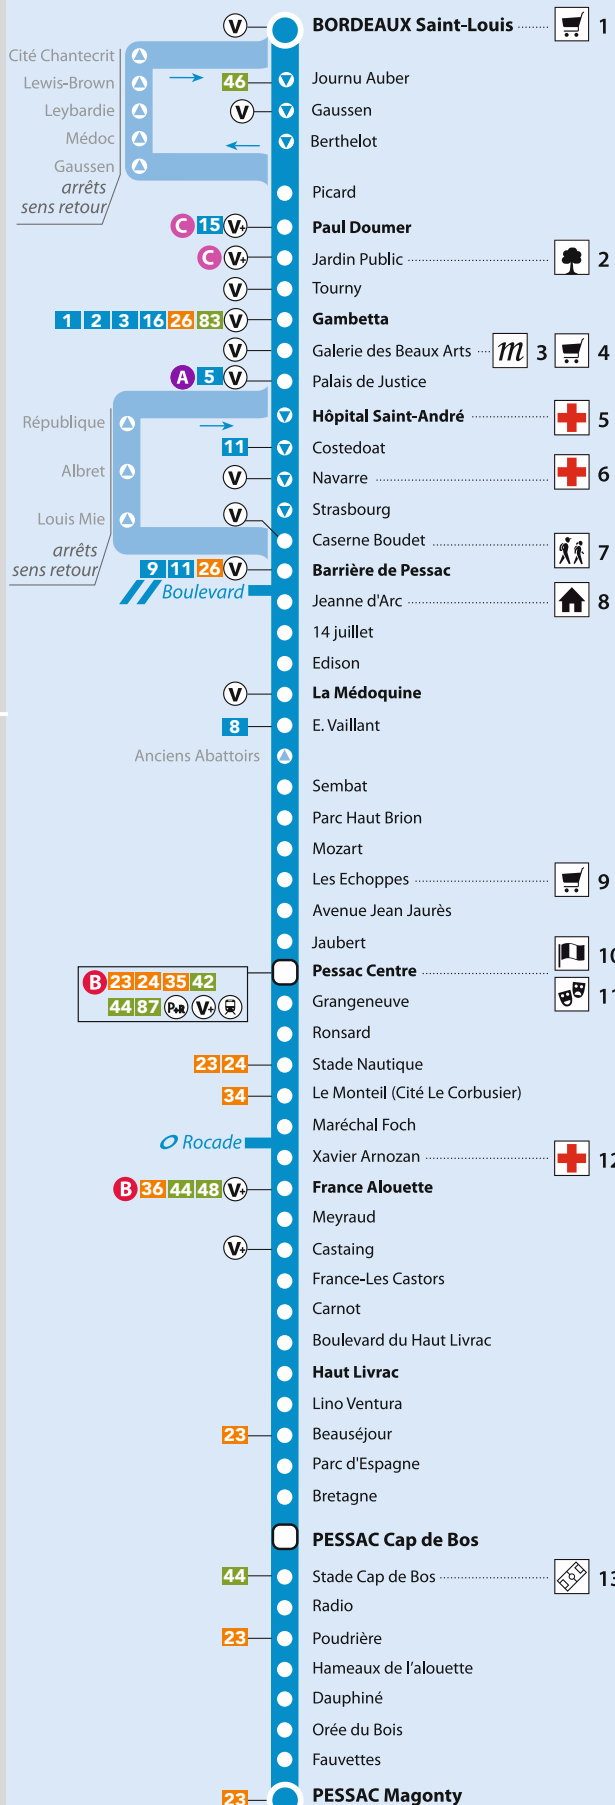 V BORDEAUX Saint-Louis 1
Cité Chantecrit
Lewis-Brown 46 Journu Auber
Leybardie V Gaussen
Médoc Berthelot
Gaussen
arrêts
sens retour
Picard
C 15 V+ Paul Doumer
C V+ Jardin Public 2
V Tourny
1 2 3 16 26 83 V Gambetta
V Galerie des Beaux Arts m 3 4
A 5 V Palais de Justice
République Hôpital Saint-André 5
11 Costedoat
Albret V Navarre 6
Louis Mie V Strasbourg
arrêts
sens retour
Caserne Boudet 7
9 11 26 V Barrière de Pessac
Boulevard
Jeanne d'Arc 8
14 juillet
Edison
V La Médoquine
8 E. Vaillant
Anciens Abattoirs
Sembat
Parc Haut Brion
Mozart
Les Echoppes 9
Avenue Jean Jaurès
Jaubert
10
B 23 24 35 42 Pessac Centre
44 87 P+R V+
11
Grangeneuve
Ronsard
23 24 Stade Nautique
34 Le Monteil (Cité Le Corbusier)
Maréchal Foch
Rocade
Xavier Arnozan 12
B 36 44 48 V+ France Alouette
Meyraud
V+ Castaing
France-Les Castors
Carnot
Boulevard du Haut Livrac
Haut Livrac
Lino Ventura
23 Beauséjour
Parc d'Espagne
Bretagne
PESSAC Cap de Bos
44 Stade Cap de Bos 13
Radio
23 Poudrière
Hameaux de l'alouette
Dauphiné
Orée du Bois
Fauvettes
23 PESSAC Magonty